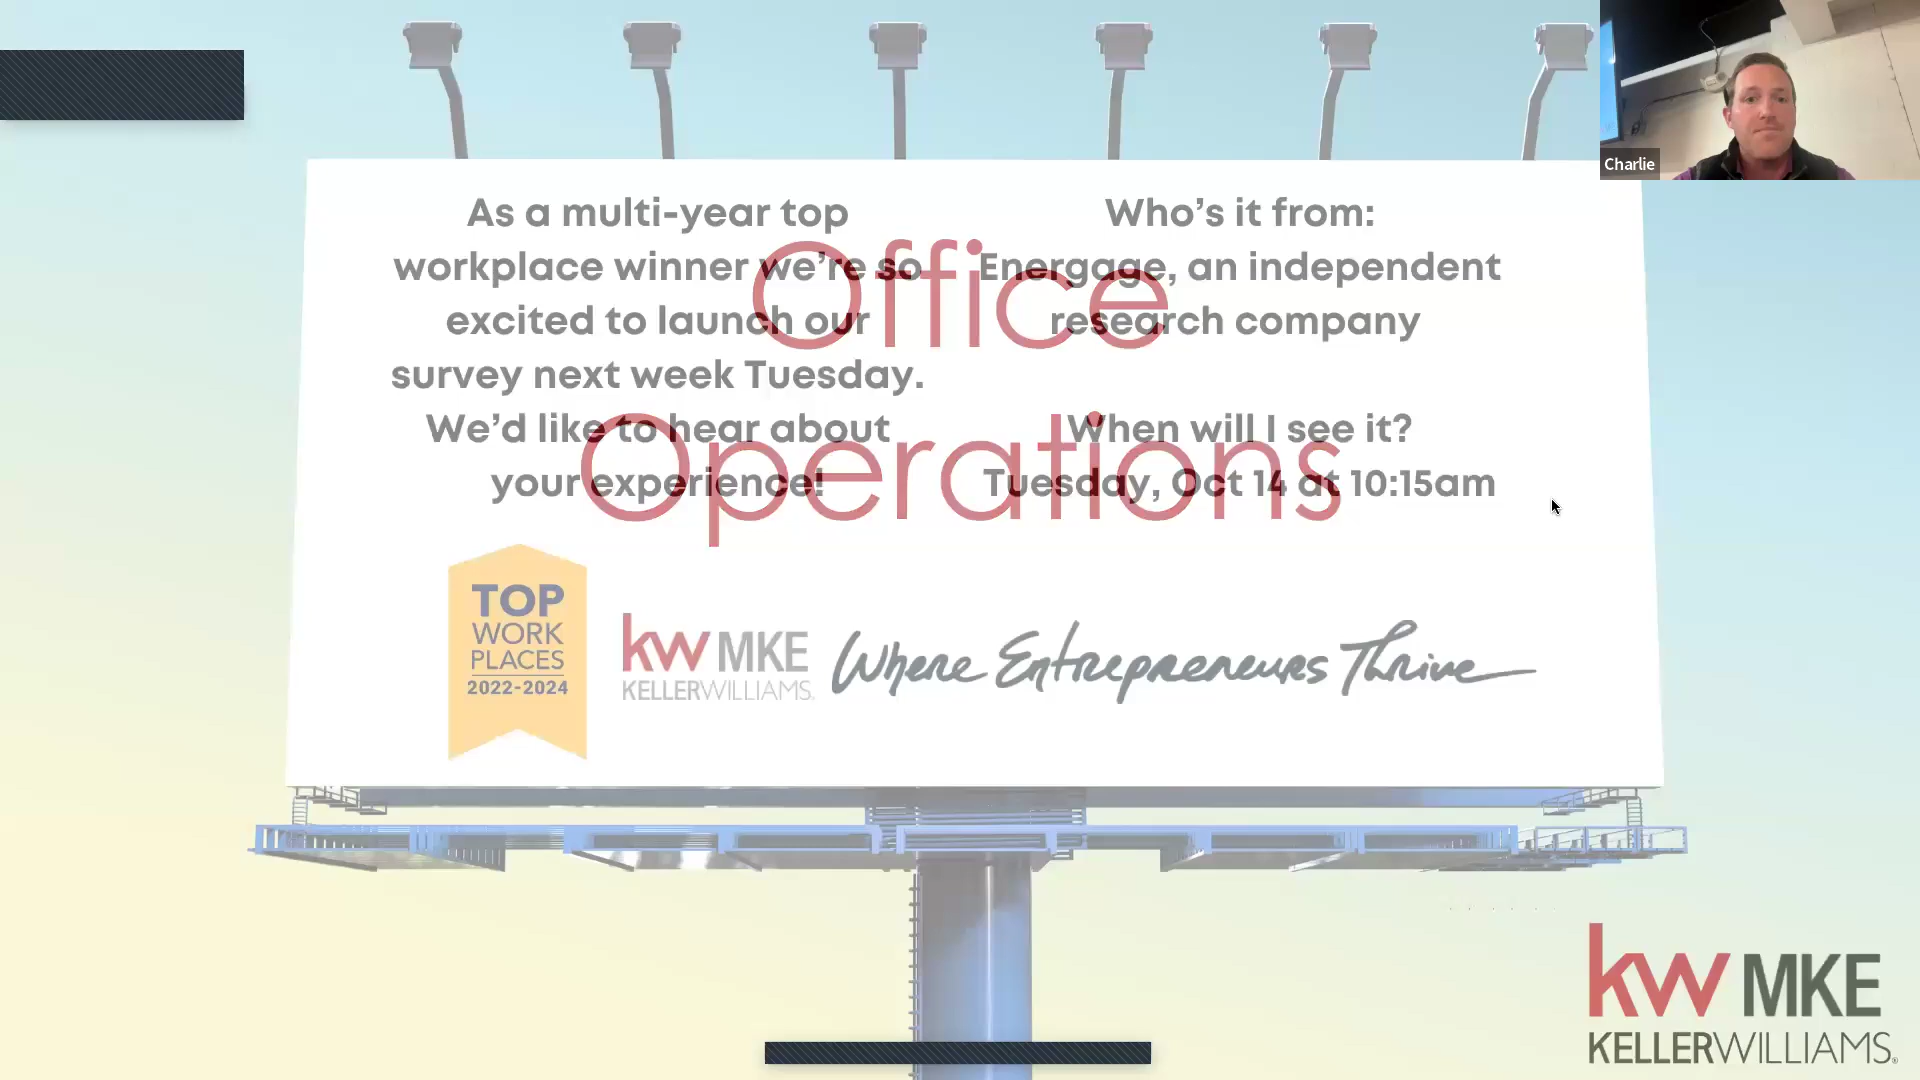 Charlie
As a multi-year top
workplace winner we're so
excited to launch our
survey next week Tuesday.
We'd like to hear about
your experience!
Who's it from:
Energage, an independent
research company
When will I see it?
Tuesday, Oct 14 at 10:15am
Office
Operations
TOP
WORK
PLACES
2022-2024
kw MKE
KELLERWILLIAMS.
Where Entrepreneurs Thrive
kw MKE
KELLERWILLIAMS®